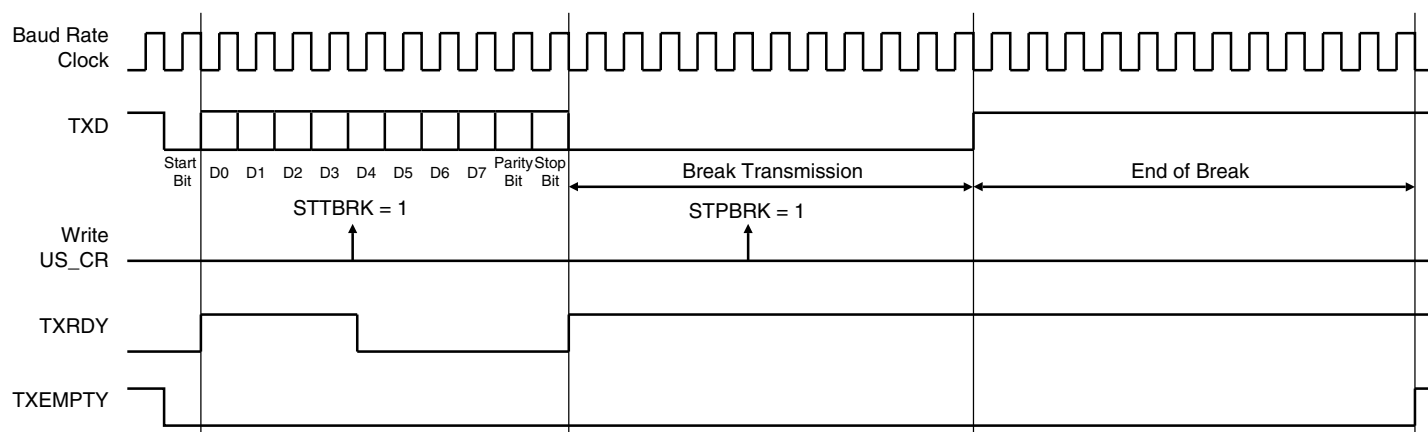 Baud Rate
Clock
TXD
Start
Bit
D0 D1 D2 D3 D4 D5 D6 D7
Parity
Bit
Stop
Bit
Break Transmission
End of Break
STTBRK = 1
STPBRK = 1
Write
US_CR
TXRDY
TXEMPTY